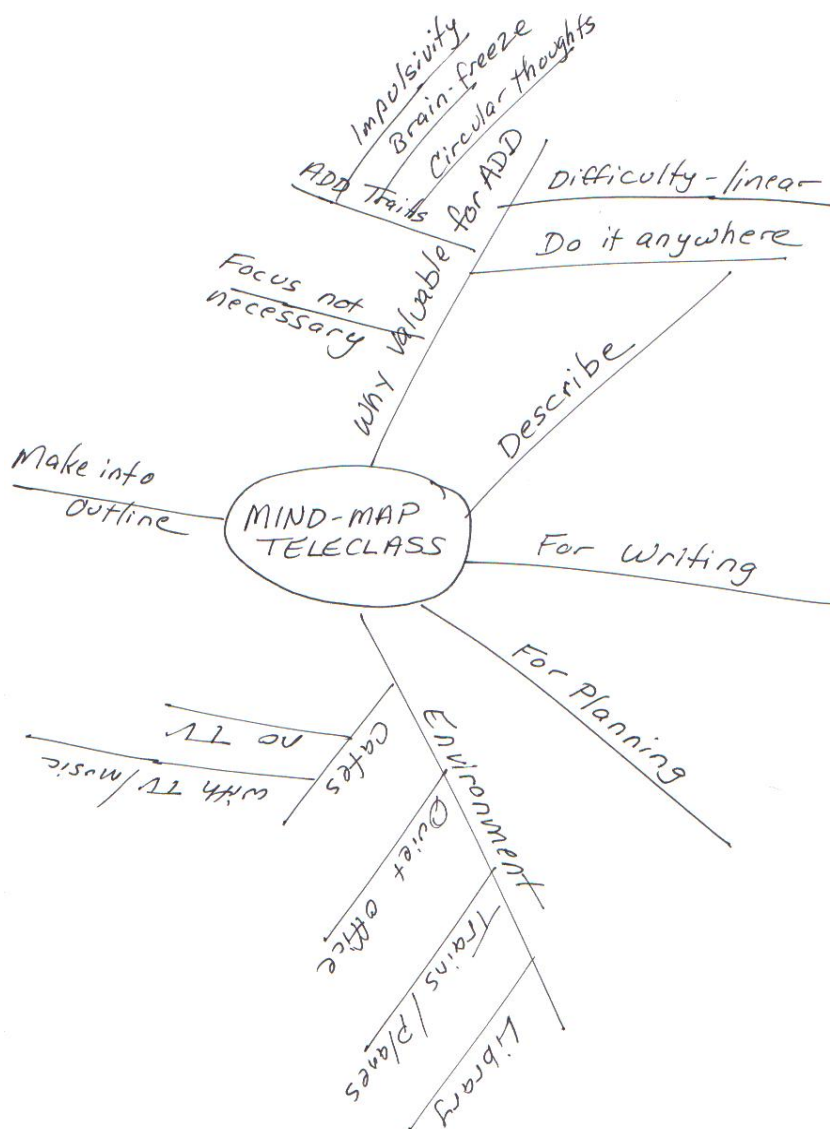 Impulsivity
Brain-freeze
Circular thoughts
ADD Traits
Why valuable for ADD
Difficulty-linear
Do it anywhere
Focus not
necessary
Describe
Make into
outline
MIND-MAP
TELECLASS
For Writing
For Planning
Environment
Cafes
no TV
with TV/music
Quiet office
Trains/planes
Library